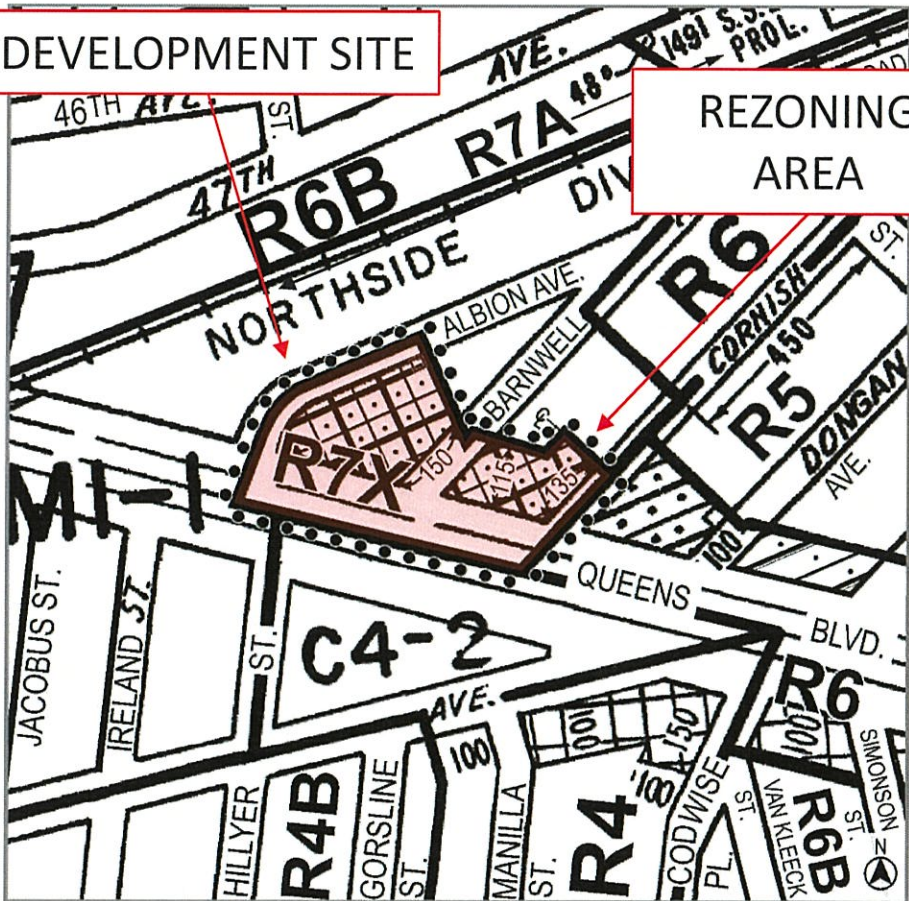 DEVELOPMENT SITE
REZONING
AREA
46TH AVE.
ST.
AVE.
1491
PROL.
48°
47TH
R6B
R7A
NORTHSIDE
DIV
ALBION AVE.
BARNWELL
R6
CORNISH
ST.
450
R5
DONGAN
AVE.
R7X
150
115
135
100
M1-1
QUEENS
BLVD.
JACOBUS ST.
IRELAND ST.
ST.
C4-2
AVE.
R6
100
HILLYER
R4B
GORSLINE
ST.
100
MANILLA
ST.
100
150
R4
100
CODWISE
PL.
ST.
VAN KLEECK
R6B
ST.
SIMONSON
N